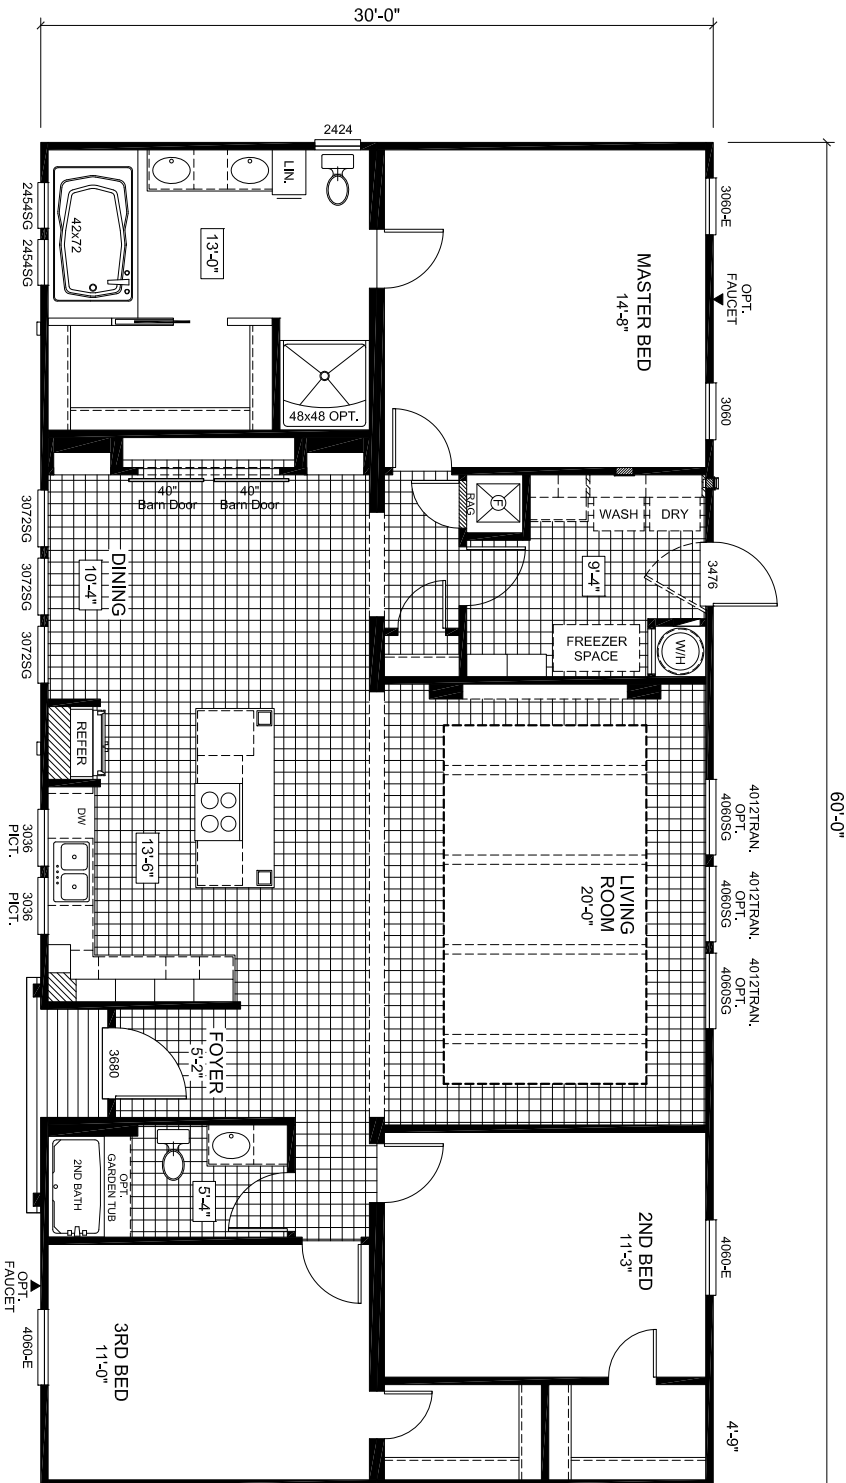 30'-0"
2424
LIN.
2454SG
2454SG
42x72
13'-0"
48x48 OPT.
MASTER BED
14'-8"
3060-E
OPT.
FAUCET
3060
60'-0"
40"
Barn Door
40"
Barn Door
RAG
F
WASH
DRY
3476
9'-4"
FREEZER
SPACE
W/H
3072SG
3072SG
3072SG
DINING
10'-4"
REFER
DW
13'-6"
3036
PICT.
3036
PICT.
LIVING
ROOM
20'-0"
4012TRAN.
OPT.
4060SG
4012TRAN.
OPT.
4060SG
4012TRAN.
OPT.
4060SG
FOYER
5'-2"
3680
2ND BATH
OPT.
GARDEN TUB
5'-4"
2ND BED
11'-3"
4060-E
OPT.
FAUCET
4060-E
3RD BED
11'-0"
4'-9"